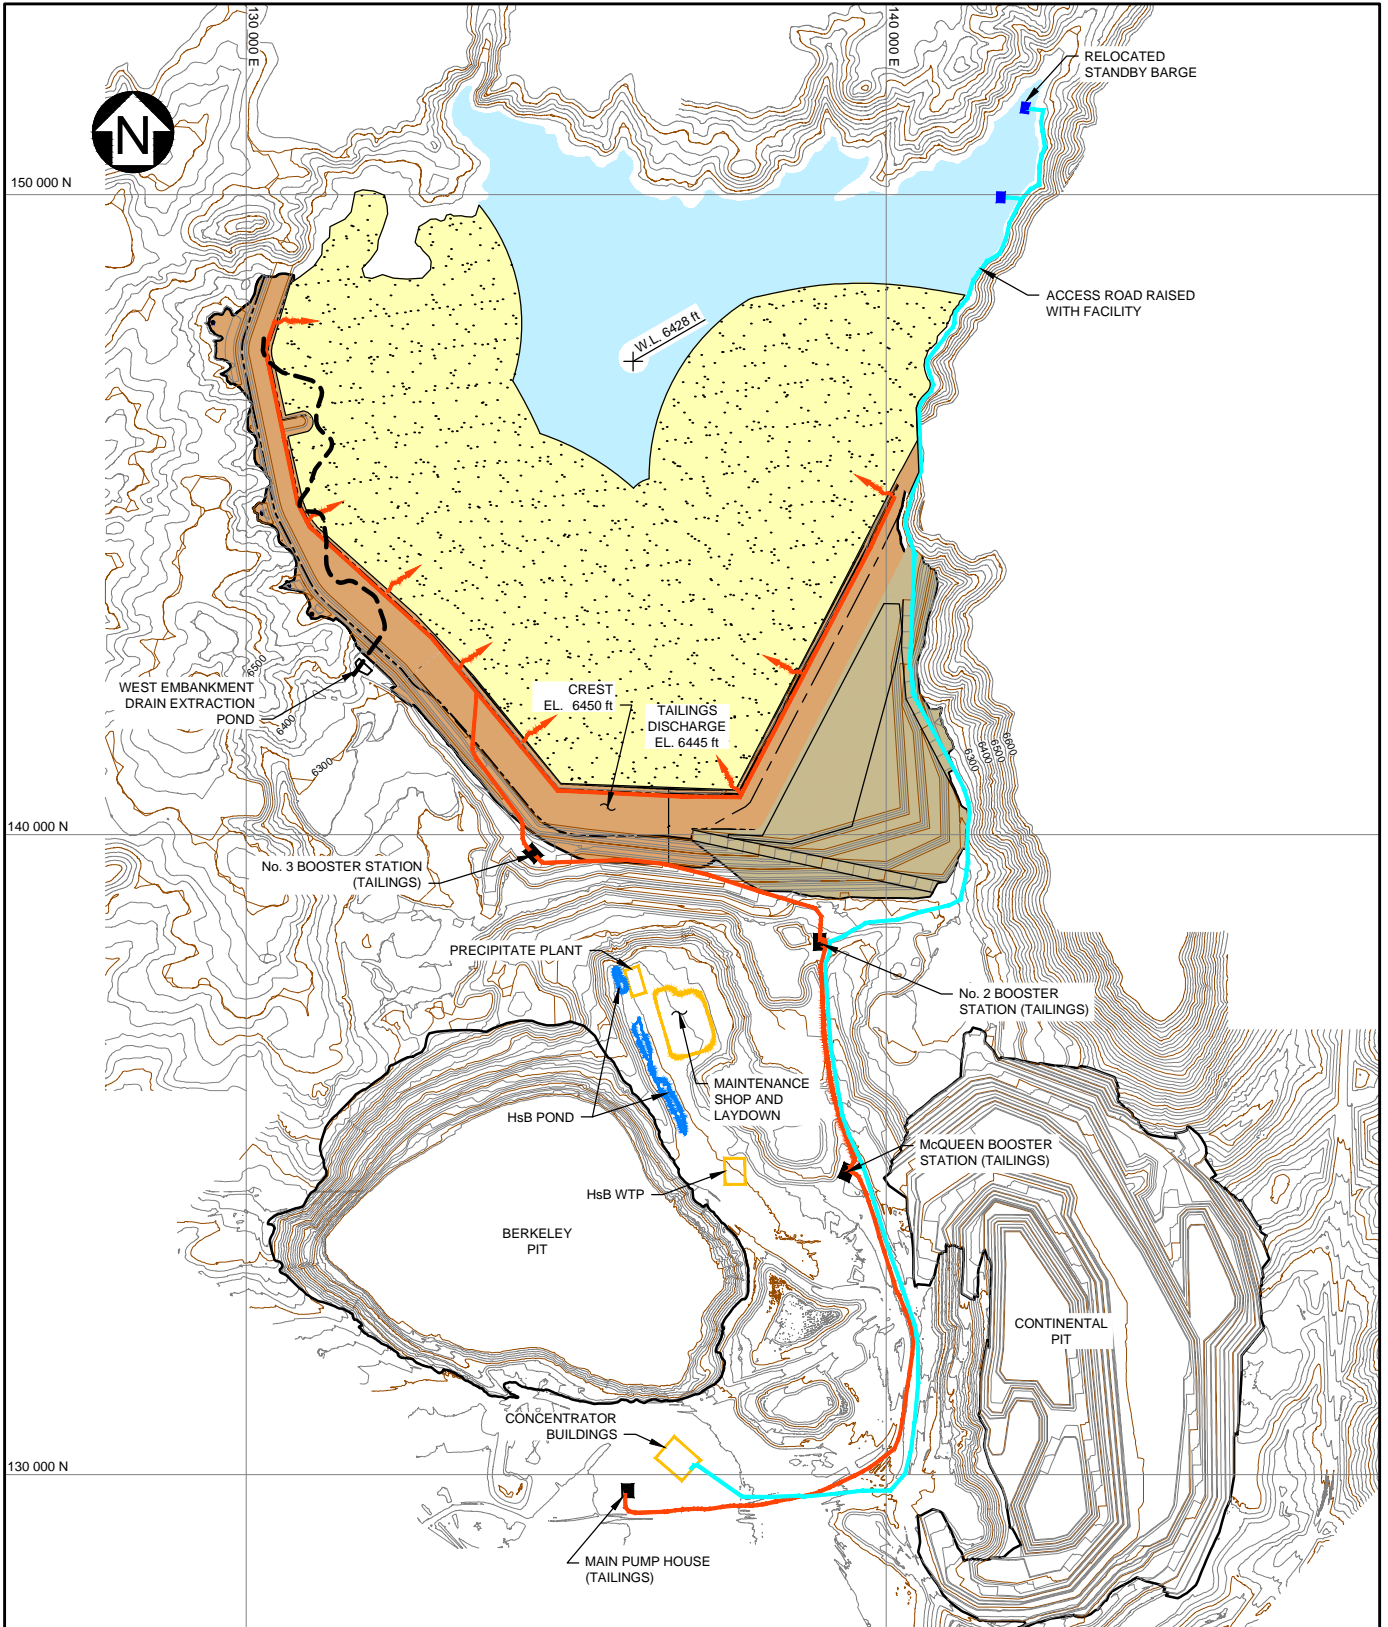 130 000 E
140 000 E
RELOCATED
STANDBY BARGE
N
150 000 N
ACCESS ROAD RAISED
WITH FACILITY
W.L. 6428 ft
WEST EMBANKMENT
DRAIN EXTRACTION
POND
6500
6400
6300
CREST
EL. 6450 ft
TAILINGS
DISCHARGE
EL. 6445 ft
6600
6500
6400
6300
140 000 N
No. 3 BOOSTER STATION
(TAILINGS)
PRECIPITATE PLANT
No. 2 BOOSTER
STATION (TAILINGS)
MAINTENANCE
SHOP AND
LAYDOWN
HsB POND
McQUEEN BOOSTER
STATION (TAILINGS)
HsB WTP
BERKELEY
PIT
CONTINENTAL
PIT
CONCENTRATOR
BUILDINGS
130 000 N
MAIN PUMP HOUSE
(TAILINGS)